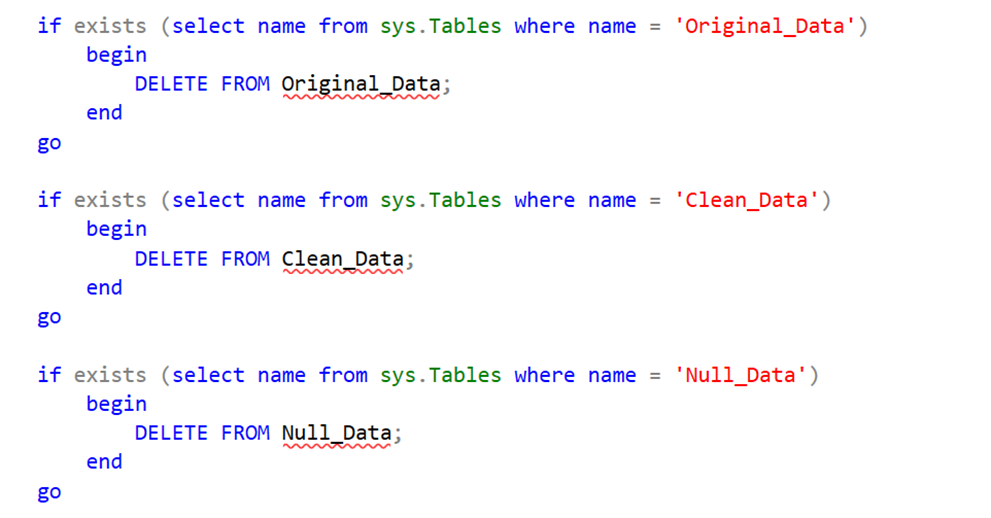 if exists (select name from sys.Tables where name = 'Original_Data')
    begin
        DELETE FROM Original_Data;
    end
go

if exists (select name from sys.Tables where name = 'Clean_Data')
    begin
        DELETE FROM Clean_Data;
    end
go

if exists (select name from sys.Tables where name = 'Null_Data')
    begin
        DELETE FROM Null_Data;
    end
go